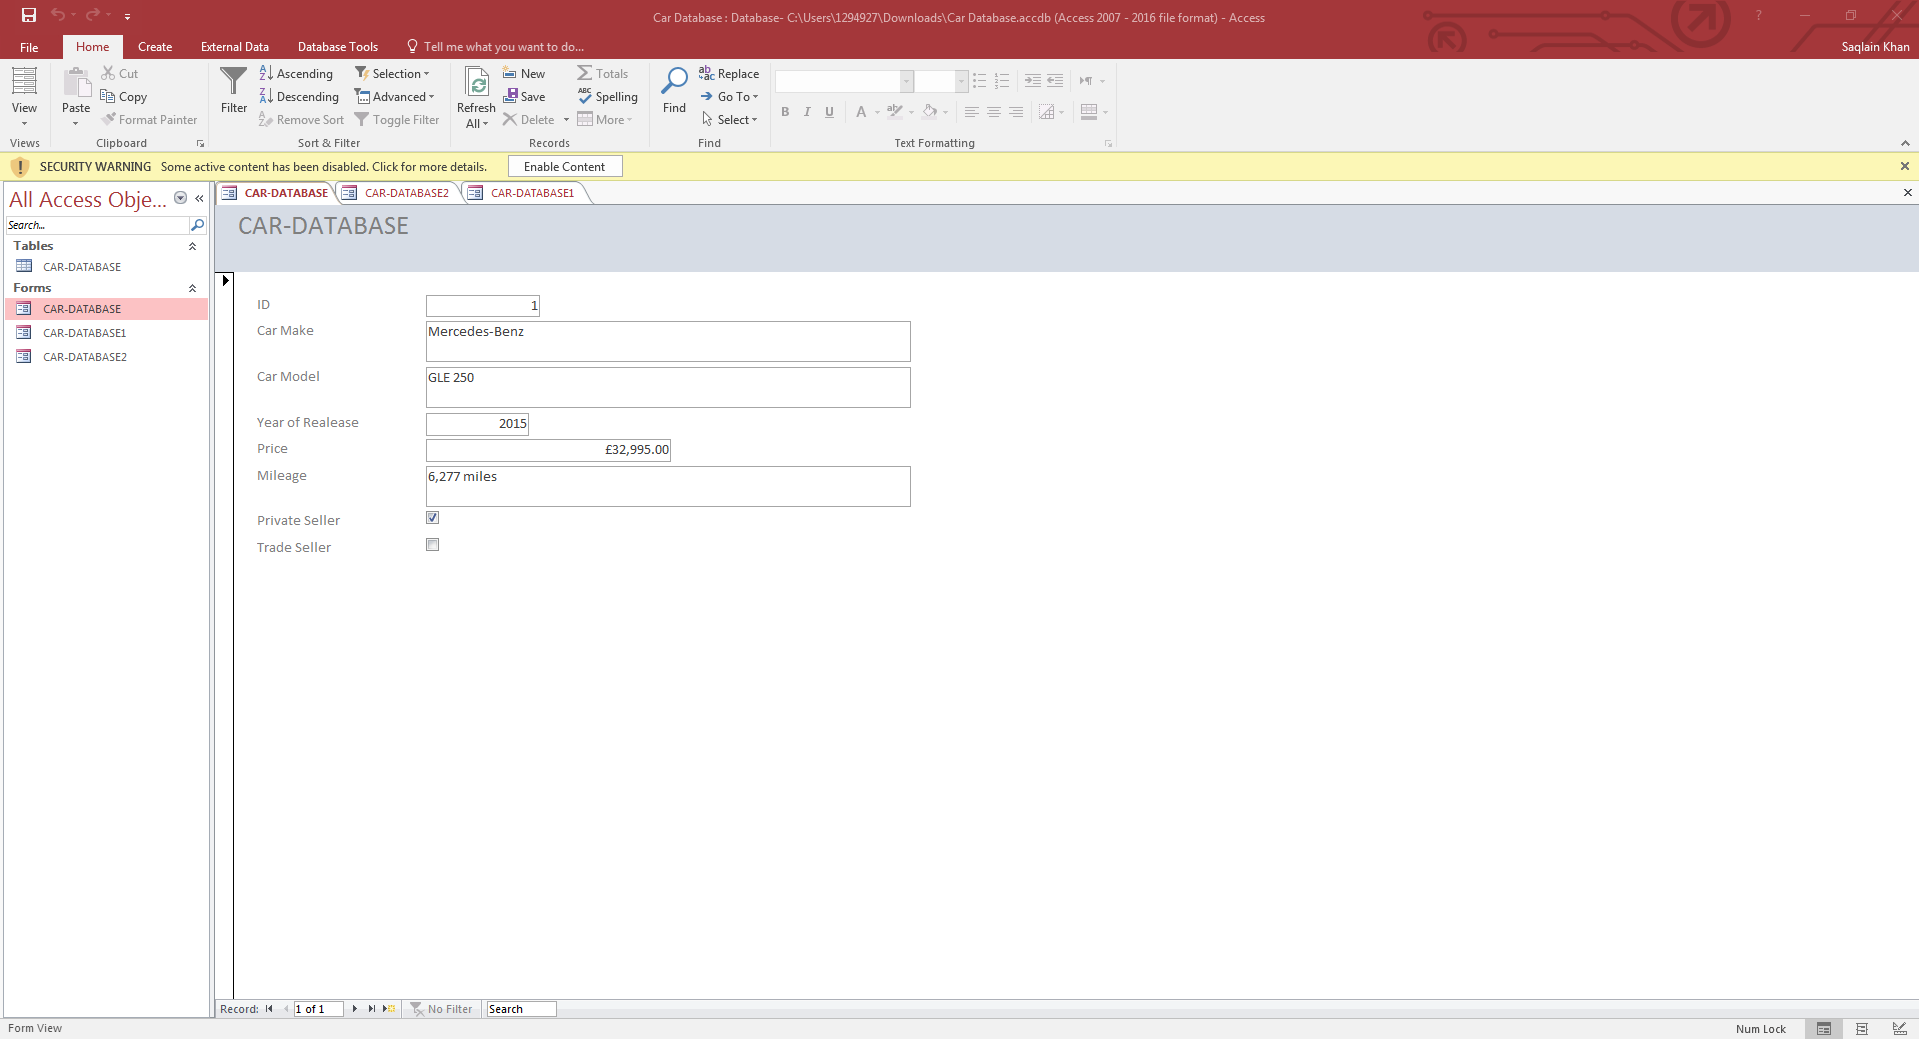 Car Database : Database- C:\Users\1294927\Downloads\Car Database.accdb (Access 2007 - 2016 file format) - Access
File Home Create External Data Database Tools Tell me what you want to do... Saqlain Khan
View
Views
Paste
Cut
Copy
Format Painter
Clipboard
Filter
Ascending
Descending
Remove Sort
Selection
Advanced
Toggle Filter
Sort & Filter
Refresh
All
New
Save
Delete
Totals
Spelling
More
Records
Find
Replace
Go To
Select
Find
B I U A
Text Formatting
SECURITY WARNING Some active content has been disabled. Click for more details. Enable Content
All Access Obje...
Search...
Tables
CAR-DATABASE
Forms
CAR-DATABASE
CAR-DATABASE1
CAR-DATABASE2
CAR-DATABASE CAR-DATABASE2 CAR-DATABASE1
CAR-DATABASE
ID 1
Car Make Mercedes-Benz
Car Model GLE 250
Year of Realease 2015
Price £32,995.00
Mileage 6,277 miles
Private Seller
Trade Seller
Record: 1 of 1 No Filter Search
Form View Num Lock